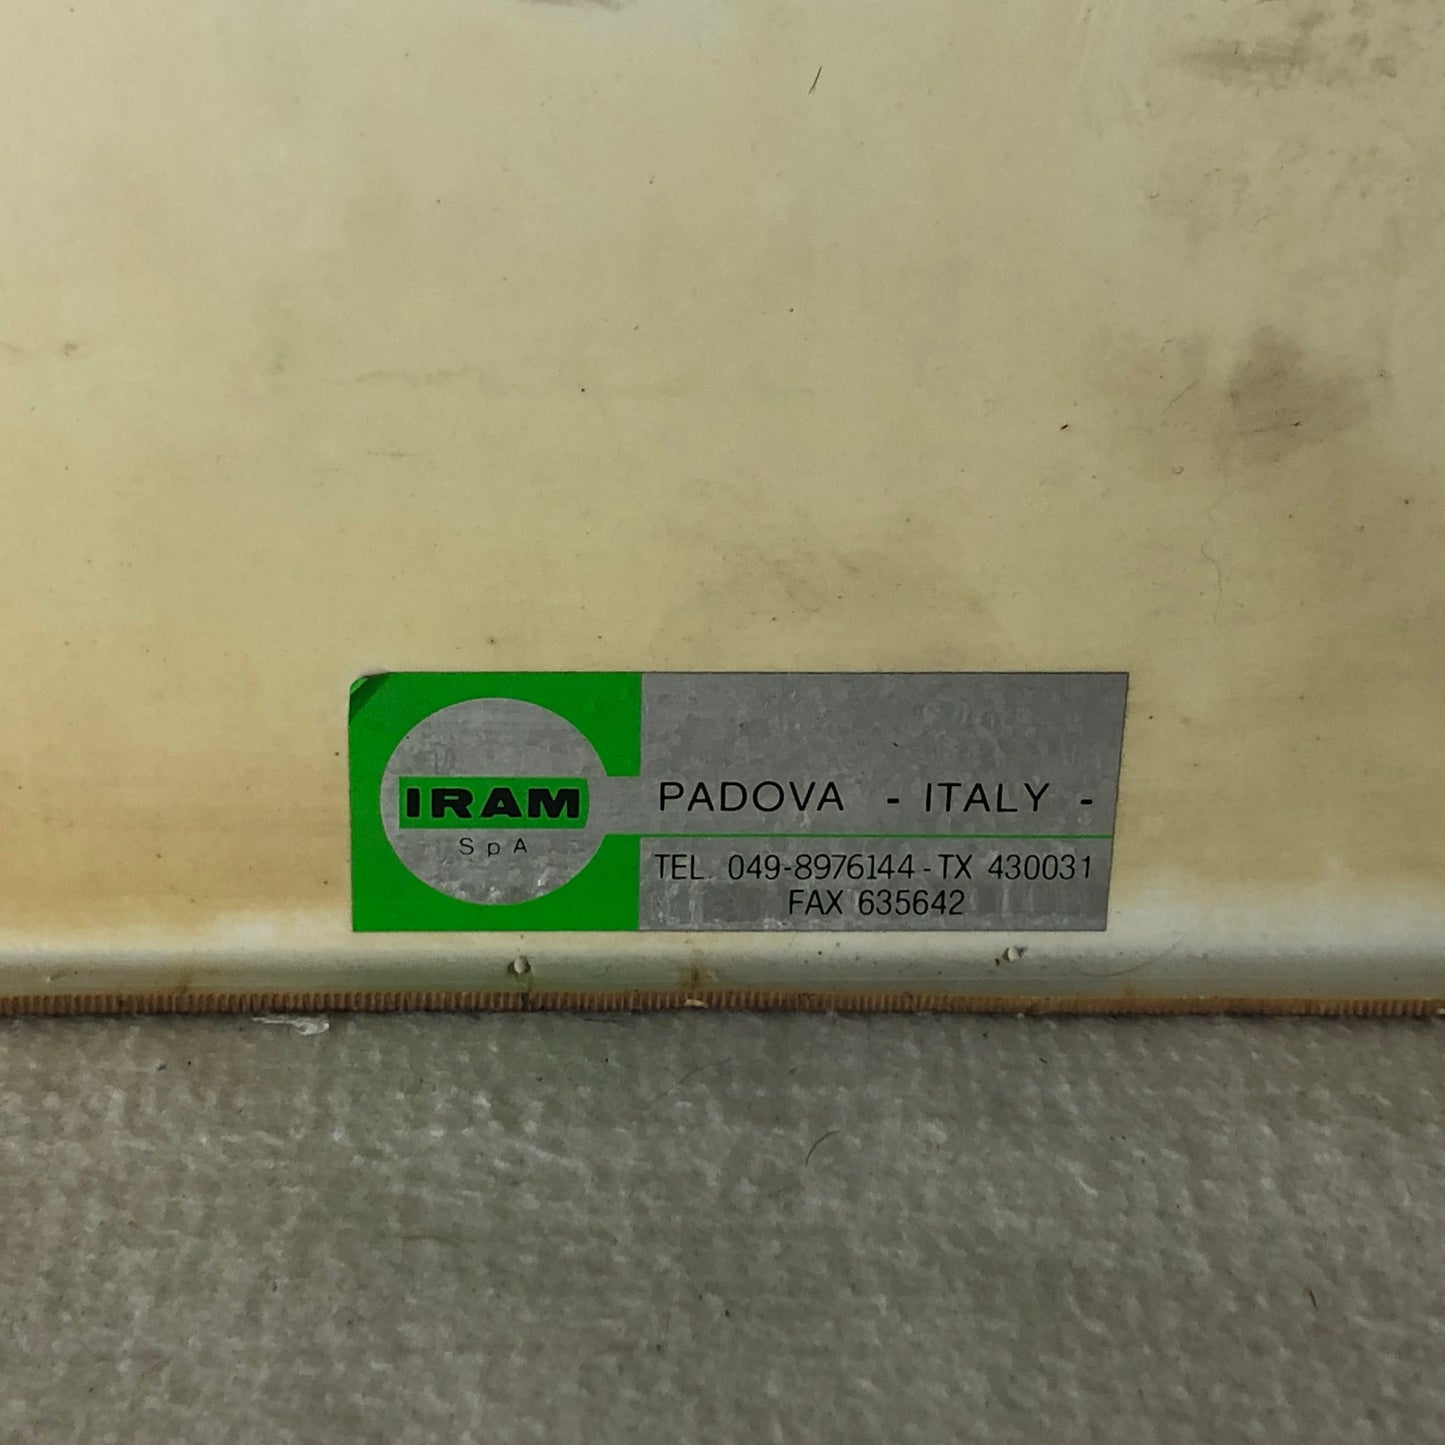 IRAM
SpA
PADOVA - ITALY -
TEL. 049-8976144 - TX 430031
FAX 635642